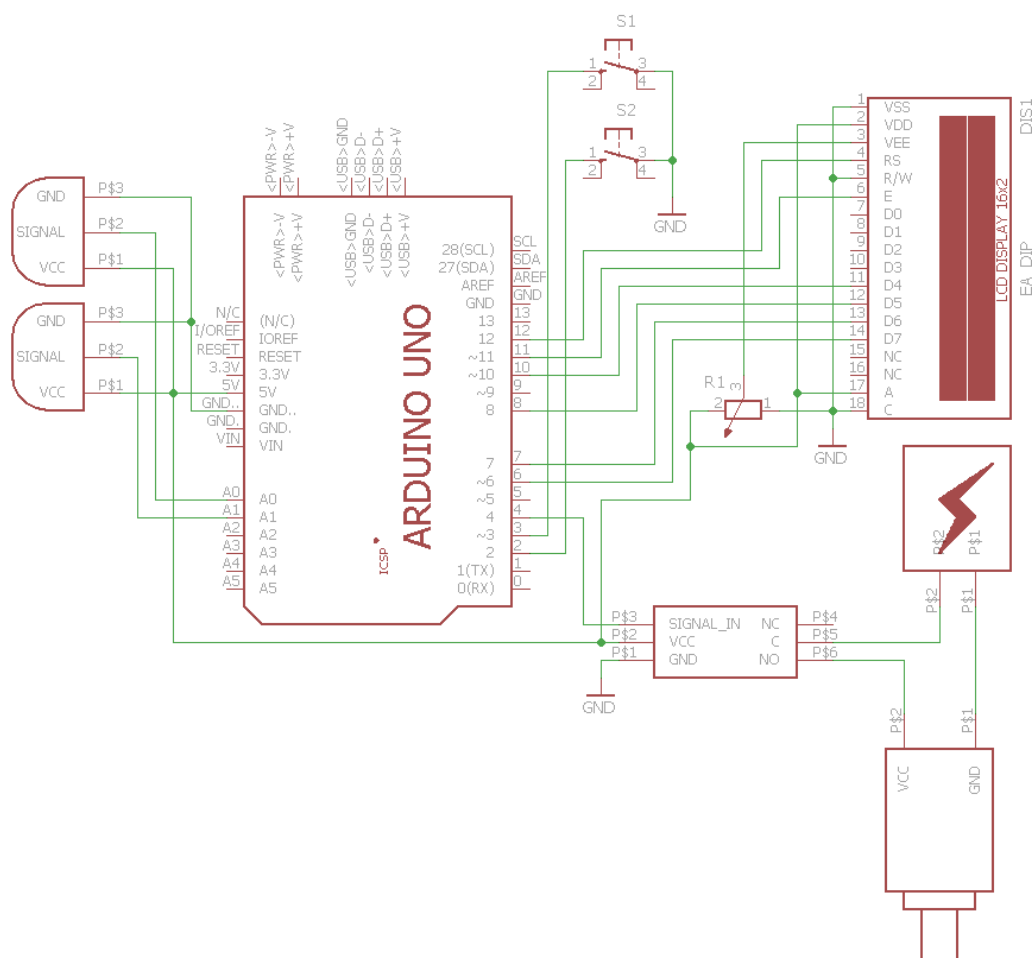 S1
1
2
3
4
S2
1
2
3
4
GND
<PWR>-V
<PWR>+V
<USB>GND
<USB>D-
<USB>D+
<USB>+V
<PWR>-V
<PWR>+V
<USB>GND
<USB>D-
<USB>D+
<USB>+V
GND P$3
SIGNAL P$2
VCC P$1
GND P$3
SIGNAL P$2
VCC P$1
N/C (N/C)
I/OREF IOREF
RESET RESET
3.3V 3.3V
5V 5V
GND.. GND..
GND. GND.
VIN VIN
A0 A0
A1 A1
A2 A2
A3 A3
A4 A4
A5 A5
ARDUINO UNO
ICSP
28(SCL) SCL
27(SDA) SDA
AREF AREF
GND GND
13 13
12 12
~11 11
~10 10
~9 9
8 8
7 7
~6 6
~5 5
4 4
~3 3
2 2
1(TX) 1
0(RX) 0
1 VSS
2 VDD
3 VEE
4 RS
5 R/W
6 E
7 D0
8 D1
9 D2
10 D3
11 D4
12 D5
13 D6
14 D7
15 NC
16 NC
17 A
18 C
LCD DISPLAY 16x2
DIS1
EA_DIP
R1
2
3
1
GND
P$2
P$1
P$2
P$1
P$3 SIGNAL_IN NC P$4
P$2 VCC C P$5
P$1 GND NO P$6
GND
P$2
P$1
VCC
GND